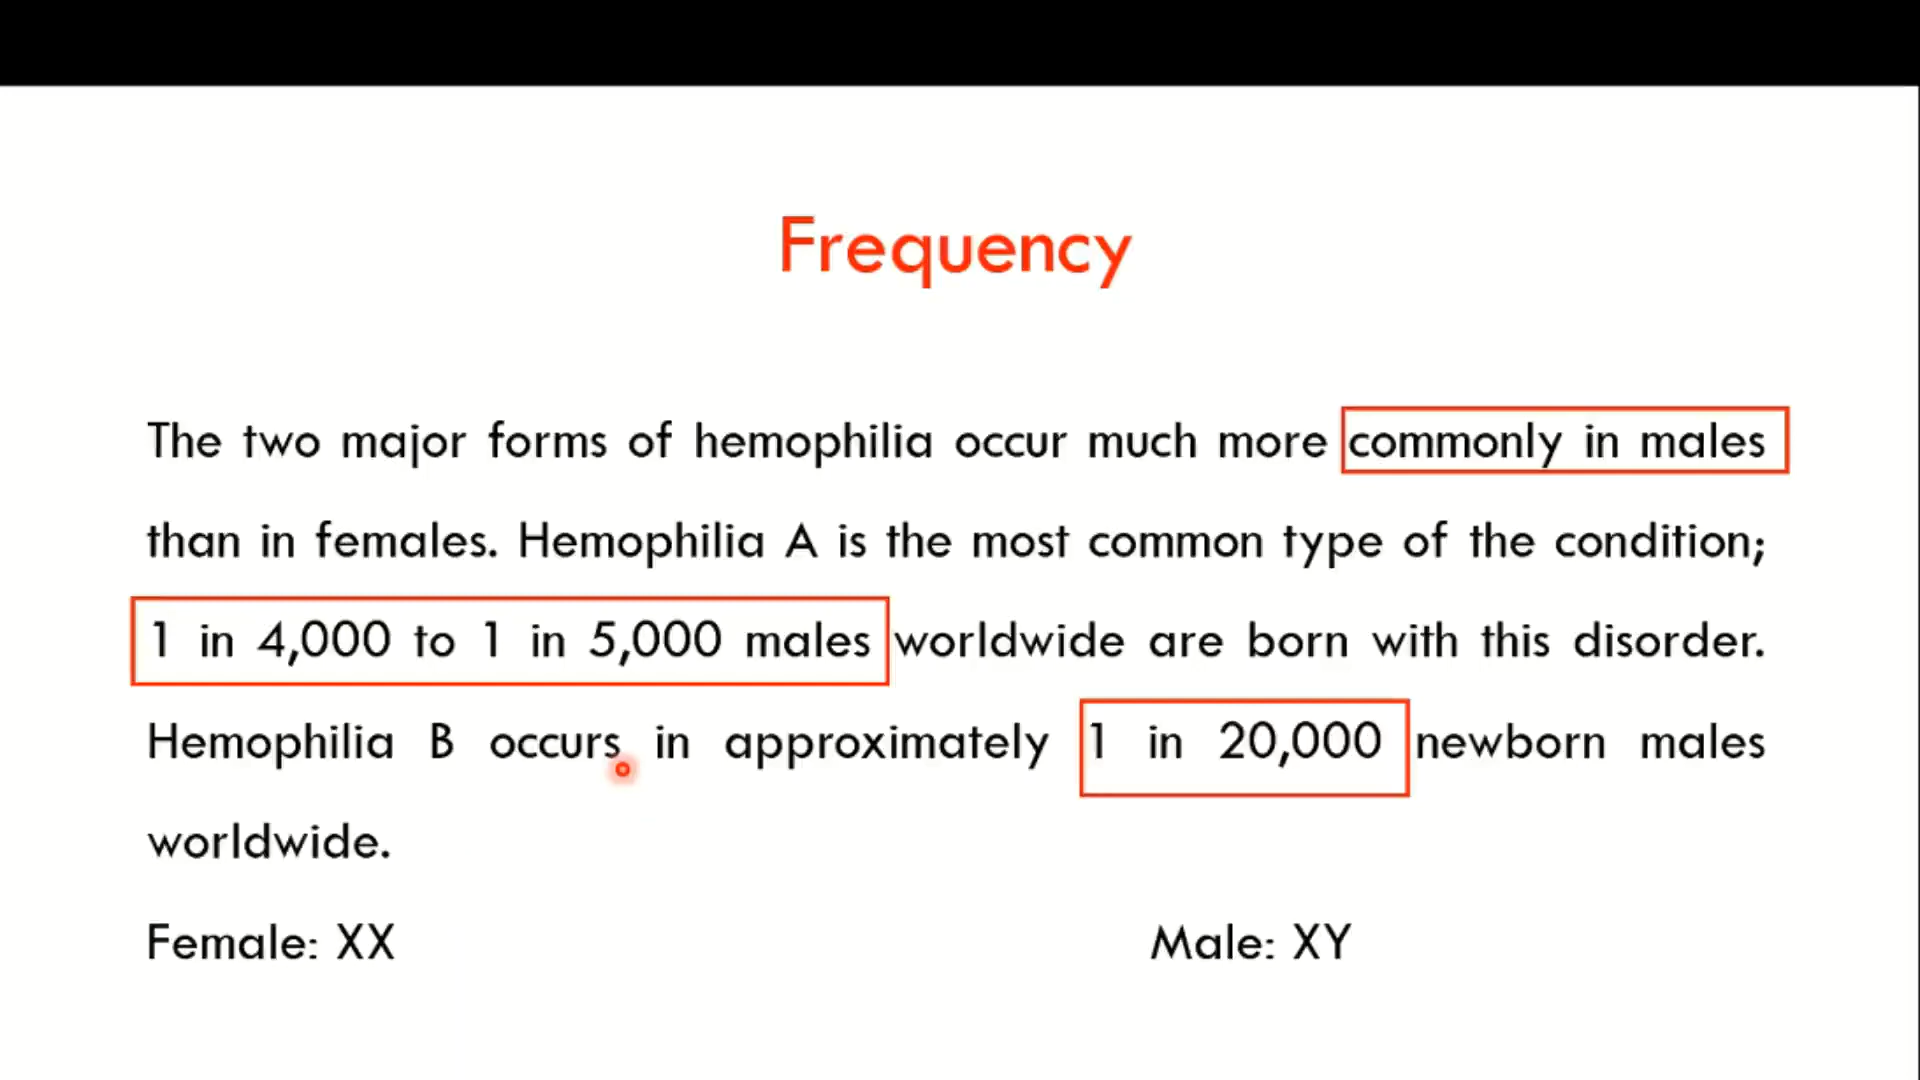 Frequency
The two major forms of hemophilia occur much more commonly in males
than in females. Hemophilia A is the most common type of the condition;
1 in 4,000 to 1 in 5,000 males worldwide are born with this disorder.
Hemophilia B occurs in approximately 1 in 20,000 newborn males
worldwide.
Female: XX Male: XY